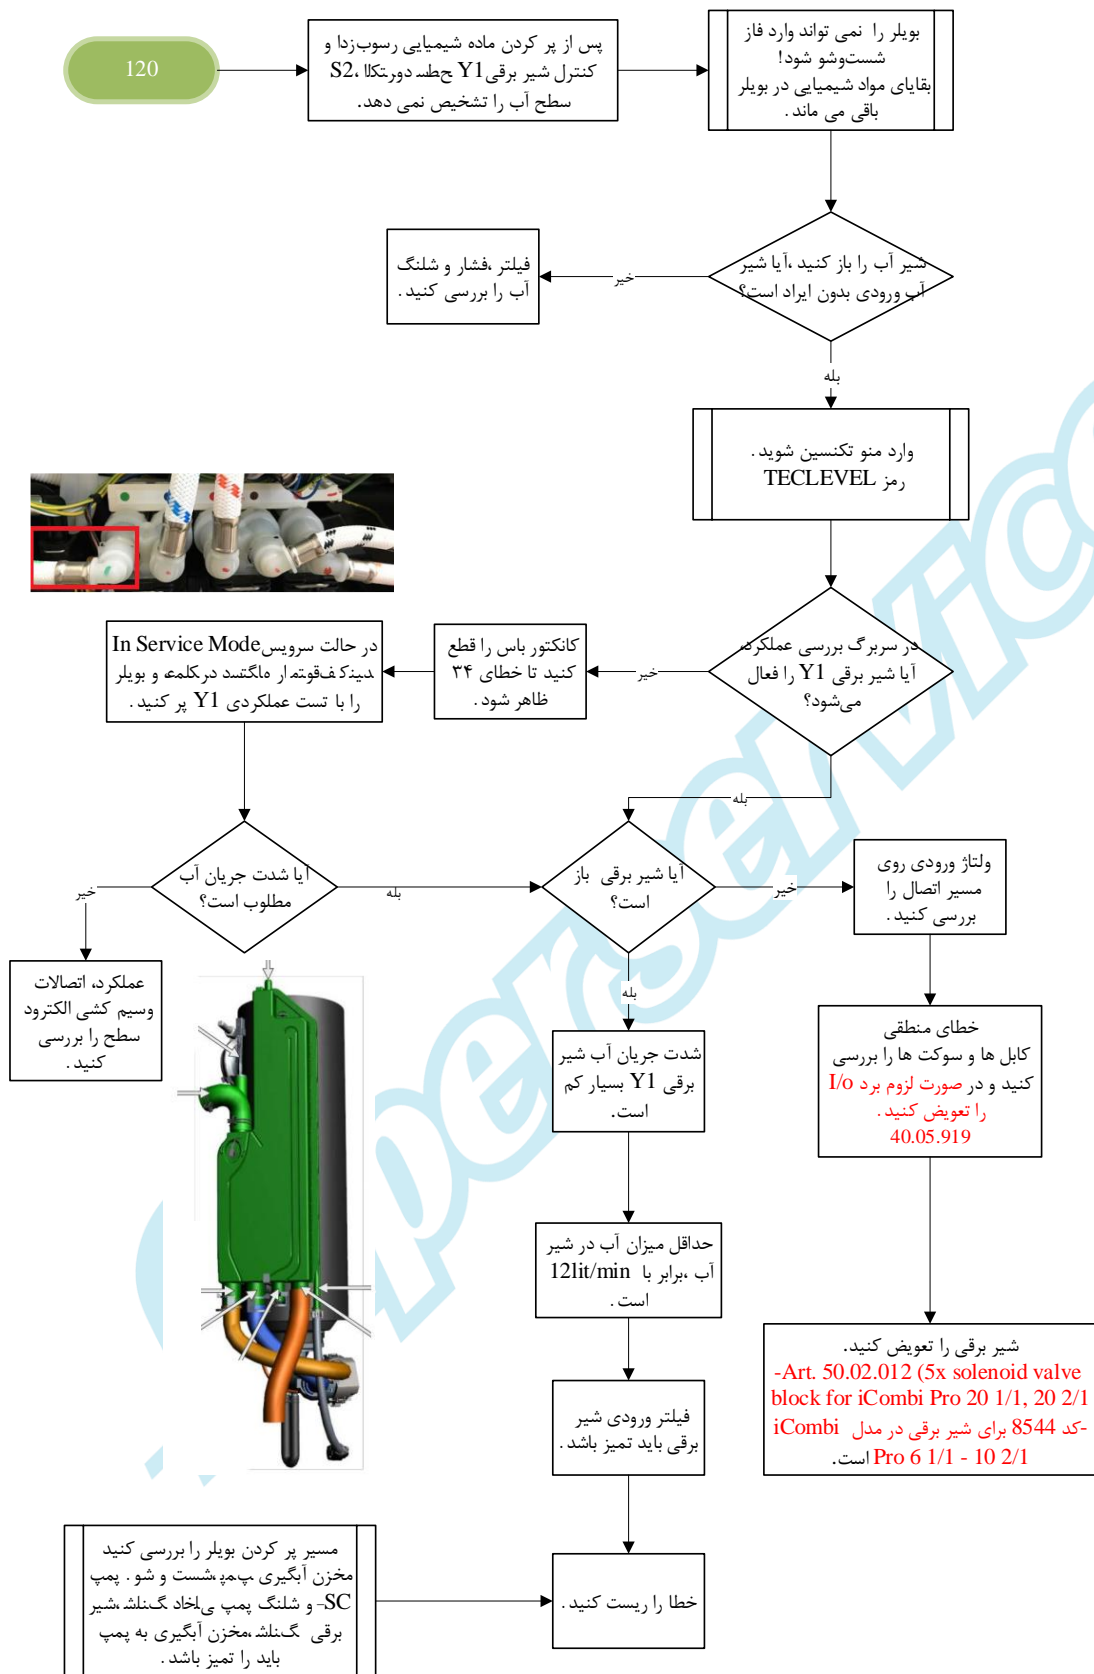 120
پس از پر کردن ماده شیمیایی رسوب‌زدا و
کنترل شیر برقی Y1 ،الکترود سطح S2
سطح آب را تشخیص نمی دهد.
بویلر را نمی تواند وارد فاز
شست‌وشو شود!
بقایای مواد شیمیایی در بویلر
باقی می ماند.
شیر آب را باز کنید ،آیا شیر
آب ورودی بدون ایراد است؟
خیر
فیلتر ،فشار و شلنگ
آب را بررسی کنید.
بله
وارد منو تکنسین شوید.
رمز TECLEVEL
در سربرگ بررسی عملکرد،
آیا شیر برقی Y1 را فعال
می‌شود؟
خیر
کانکتور باس را قطع
کنید تا خطای ۳۴
ظاهر شود.
در حالت سرویس In Service Mode
عملکرد دستگاه را متوقف کنید و بویلر
را با تست عملکردی Y1 پر کنید.
بله
آیا شدت جریان آب
مطلوب است؟
خیر
بله
عملکرد، اتصالات
وسیم کشی الکترود
سطح را بررسی
کنید.
آیا شیر برقی باز
است؟
خیر
ولتاژ ورودی روی
مسیر اتصال را
بررسی کنید.
خطای منطقی
کابل ها و سوکت ها را بررسی
کنید و در صورت لزوم برد I/o
را تعویض کنید.
40.05.919
شیر برقی را تعویض کنید.
-Art. 50.02.012 (5x solenoid valve
block for iCombi Pro 20 1/1, 20 2/1
-کد 8544 برای شیر برقی در مدل iCombi
Pro 6 1/1 - 10 2/1 است.
بله
شدت جریان آب شیر
برقی Y1 بسیار کم
است.
حداقل میزان آب در شیر
آب ،برابر با 12lit/min
است.
فیلتر ورودی شیر
برقی باید تمیز باشد.
خطا را ریست کنید.
مسیر پر کردن بویلر را بررسی کنید
مخزن آبگیری ،پمپ شست و شو. پمپ
SC- و شلنگ پمپ داخلی ،شلنگ شیر
برقی ،شلنگ مخزن آبگیری به پمپ
باید را تمیز باشد.